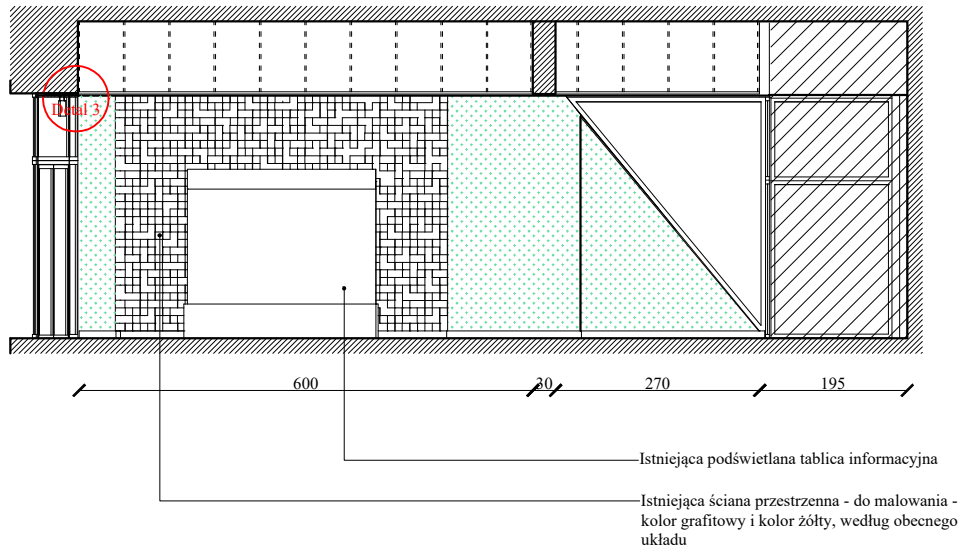 Detal 3
600
30
270
195
Istniejąca podświetlana tablica informacyjna
Istniejąca ściana przestrzenna - do malowania -
kolor grafitowy i kolor żółty, według obecnego
układu